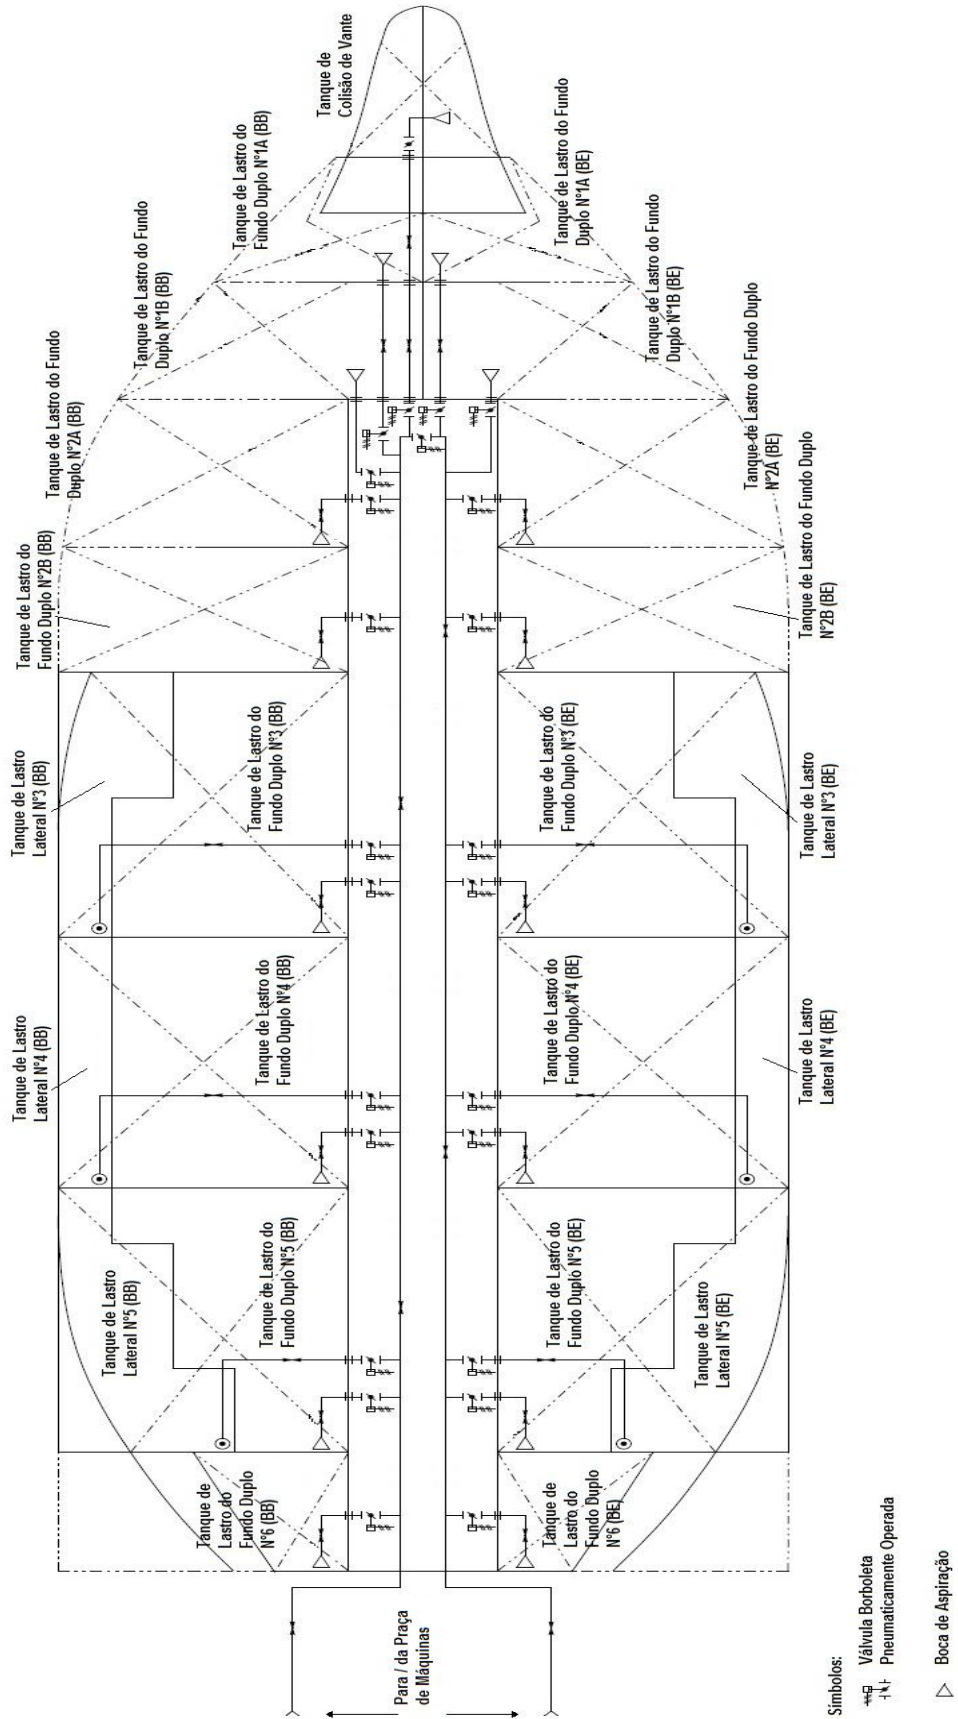 Tanque de
Colisão de Vante
Tanque de Lastro do
Fundo Duplo Nº1A (BB)
Tanque de Lastro do Fundo
Duplo Nº1A (BE)
Tanque de Lastro do Fundo
Duplo Nº1B (BB)
Tanque de Lastro do Fundo
Duplo Nº1B (BE)
Tanque de Lastro do Fundo
Duplo Nº2A (BB)
Tanque de Lastro do Fundo Duplo
Nº2A (BE)
Tanque de Lastro do
Fundo Duplo Nº2B (BB)
Tanque de Lastro do Fundo Duplo
Nº2B (BE)
Tanque de Lastro
Lateral Nº3 (BB)
Tanque de Lastro do
Fundo Duplo Nº3 (BB)
Tanque de Lastro do
Fundo Duplo Nº3 (BE)
Tanque de Lastro
Lateral Nº3 (BE)
Tanque de Lastro
Lateral Nº4 (BB)
Tanque de Lastro do
Fundo Duplo Nº4 (BB)
Tanque de Lastro do
Fundo Duplo Nº4 (BE)
Tanque de Lastro
Lateral Nº4 (BE)
Tanque de Lastro
Lateral Nº5 (BB)
Tanque de Lastro do
Fundo Duplo Nº5 (BB)
Tanque de Lastro do
Fundo Duplo Nº5 (BE)
Tanque de Lastro
Lateral Nº5 (BE)
Tanque de
Lastro do
Fundo Duplo
Nº6 (BB)
Tanque de
Lastro do
Fundo Duplo
Nº6 (BE)
Para / da Praça
de Máquinas
Símbolos:
Válvula Borboleta
Pneumaticamente Operada
Boca de Aspiração